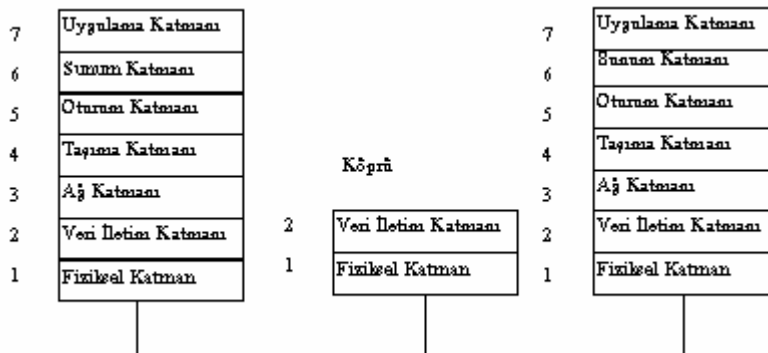 7 Uygulama Katmanı
6 Sunum Katmanı
5 Oturum Katmanı
4 Taşıma Katmanı
3 Ağ Katmanı
2 Veri İletim Katmanı
1 Fiziksel Katman
Köprü
2 Veri İletim Katmanı
1 Fiziksel Katman
7 Uygulama Katmanı
6 Sunum Katmanı
5 Oturum Katmanı
4 Taşıma Katmanı
3 Ağ Katmanı
2 Veri İletim Katmanı
1 Fiziksel Katman